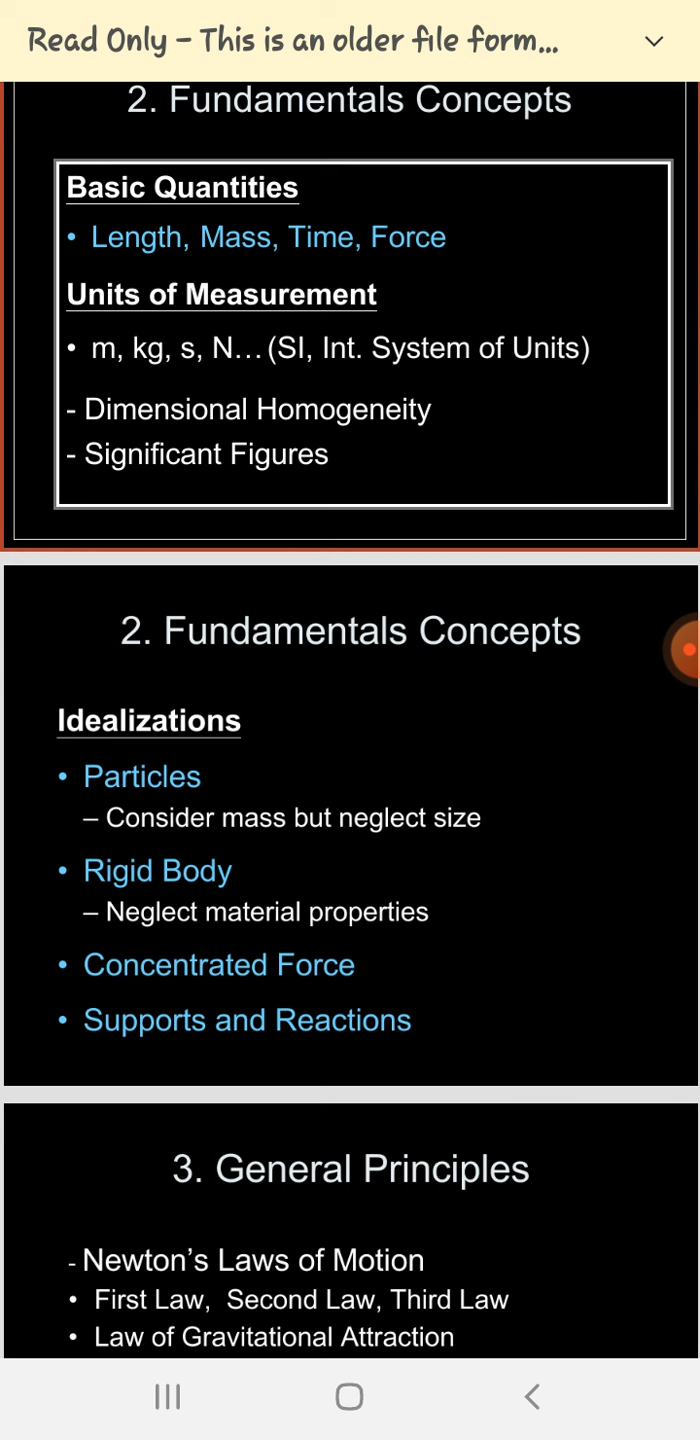 Read Only – This is an older file form...
2. Fundamentals Concepts
Basic Quantities
• Length, Mass, Time, Force
Units of Measurement
• m, kg, s, N... (SI, Int. System of Units)
- Dimensional Homogeneity
- Significant Figures
2. Fundamentals Concepts
Idealizations
• Particles
– Consider mass but neglect size
• Rigid Body
– Neglect material properties
• Concentrated Force
• Supports and Reactions
3. General Principles
- Newton's Laws of Motion
• First Law, Second Law, Third Law
• Law of Gravitational Attraction